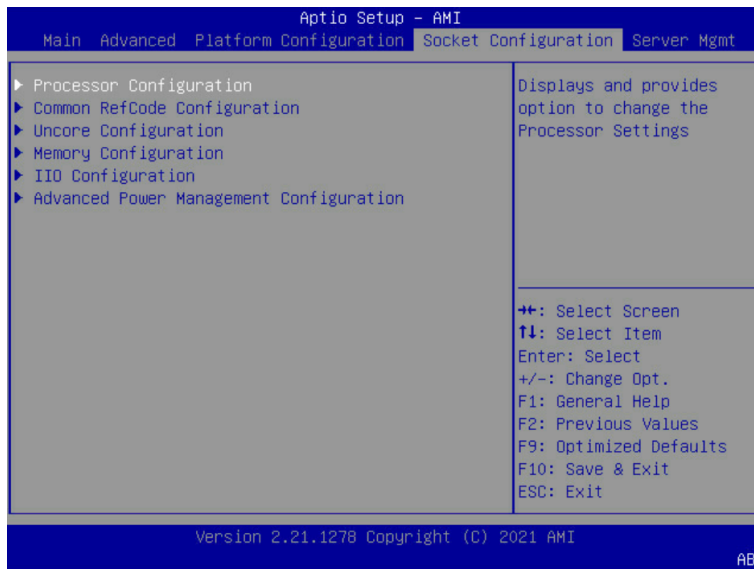 Aptio Setup – AMI
Main Advanced Platform Configuration Socket Configuration Server Mgmt
Processor Configuration
Common RefCode Configuration
Uncore Configuration
Memory Configuration
IIO Configuration
Advanced Power Management Configuration
Displays and provides
option to change the
Processor Settings
→←: Select Screen
↑↓: Select Item
Enter: Select
+/-: Change Opt.
F1: General Help
F2: Previous Values
F9: Optimized Defaults
F10: Save & Exit
ESC: Exit
Version 2.21.1278 Copyright (C) 2021 AMI
AB